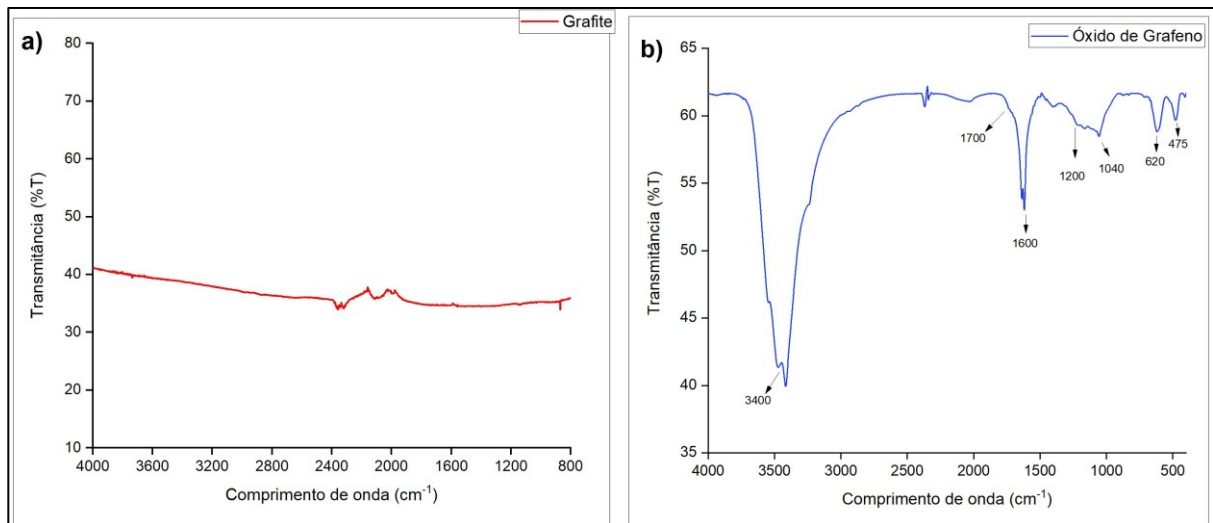 a)
Grafite
80
70
60
50
40
30
20
10
Transmitância (%T)
4000 3600 3200 2800 2400 2000 1600 1200 800
Comprimento de onda (cm⁻¹)
b)
Óxido de Grafeno
65
60
55
50
45
40
35
Transmitância (%T)
3400
1700
1600
1200
1040
620
475
4000 3500 3000 2500 2000 1500 1000 500
Comprimento de onda (cm⁻¹)